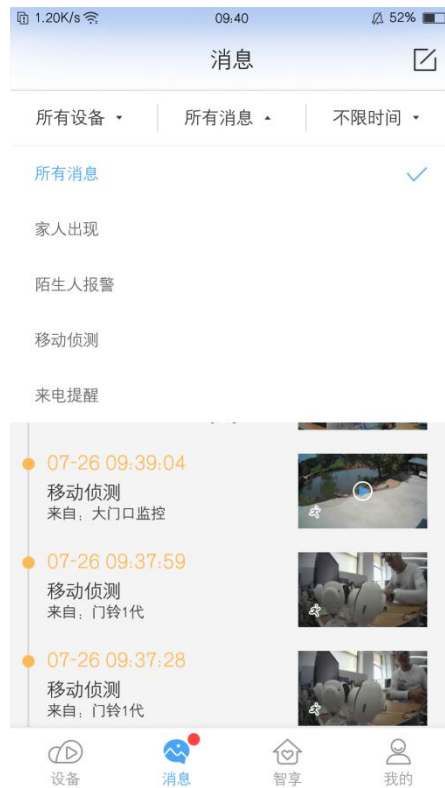 1.20K/s
09:40
52%
消息
所有设备
所有消息
不限时间
所有消息
家人出现
陌生人报警
移动侦测
来电提醒
07-26 09:39:04
移动侦测
来自：大门口监控
07-26 09:37:59
移动侦测
来自：门铃1代
07-26 09:37:28
移动侦测
来自：门铃1代
设备
消息
智享
我的